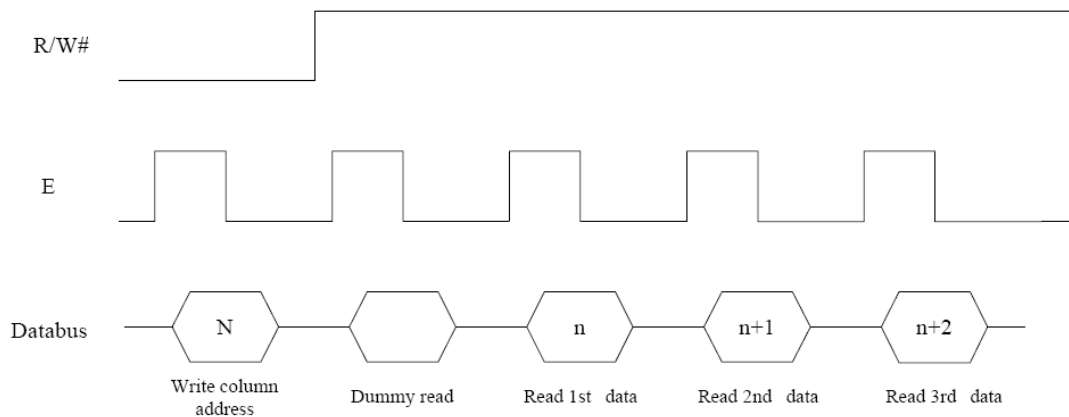 R/W#
E
Databus
N
n
n+1
n+2
Write column
address
Dummy read
Read 1st data
Read 2nd data
Read 3rd data